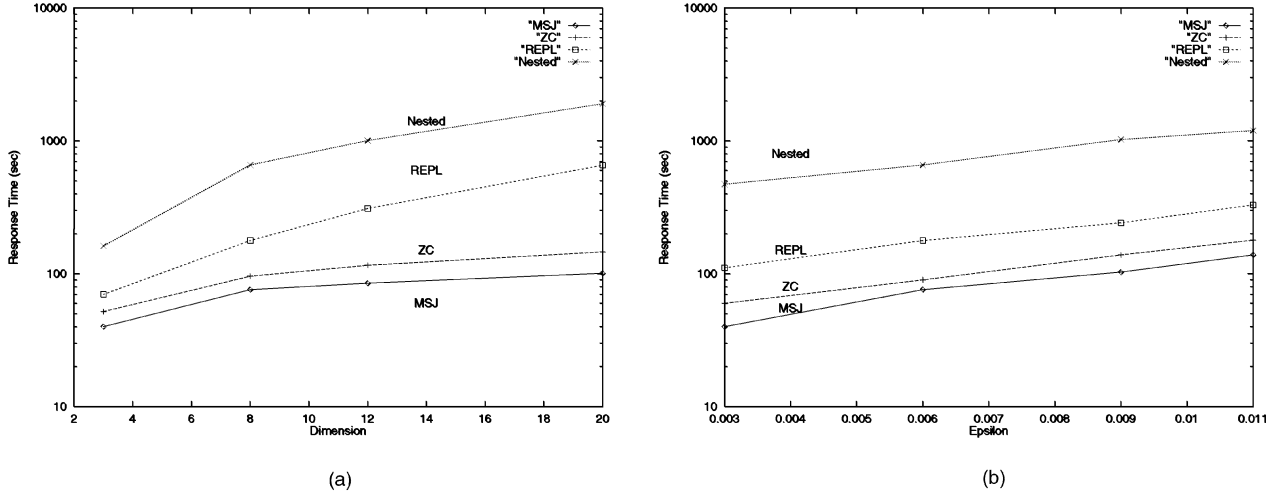 10000
1000
100
10
Response Time (sec)
"MSJ"
"ZC"
"REPL"
"Nested"
Nested
REPL
ZC
MSJ
2 4 6 8 10 12 14 16 18 20
Dimension
(a)
10000
1000
100
10
Response Time (sec)
"MSJ"
"ZC"
"REPL"
"Nested"
Nested
REPL
ZC
MSJ
0.003 0.004 0.005 0.006 0.007 0.008 0.009 0.01 0.011
Epsilon
(b)